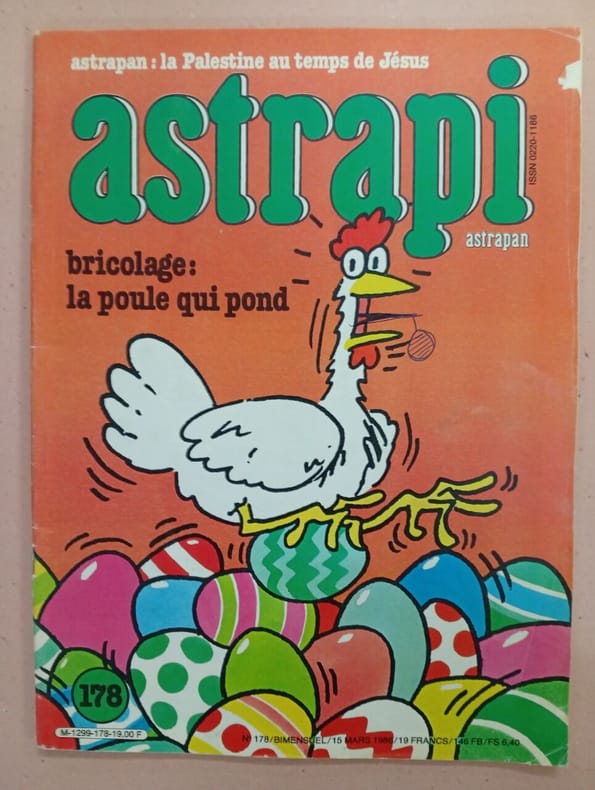 astrapan : la Palestine au temps de Jésus
astrapi
ISSN 0220-1186
astrapan
bricolage :
la poule qui pond
178
M-1299-178-19.00 F
N° 178/BIMENSUEL/15 MARS 1986/19 FRANCS/146 FB/FS 6,40.